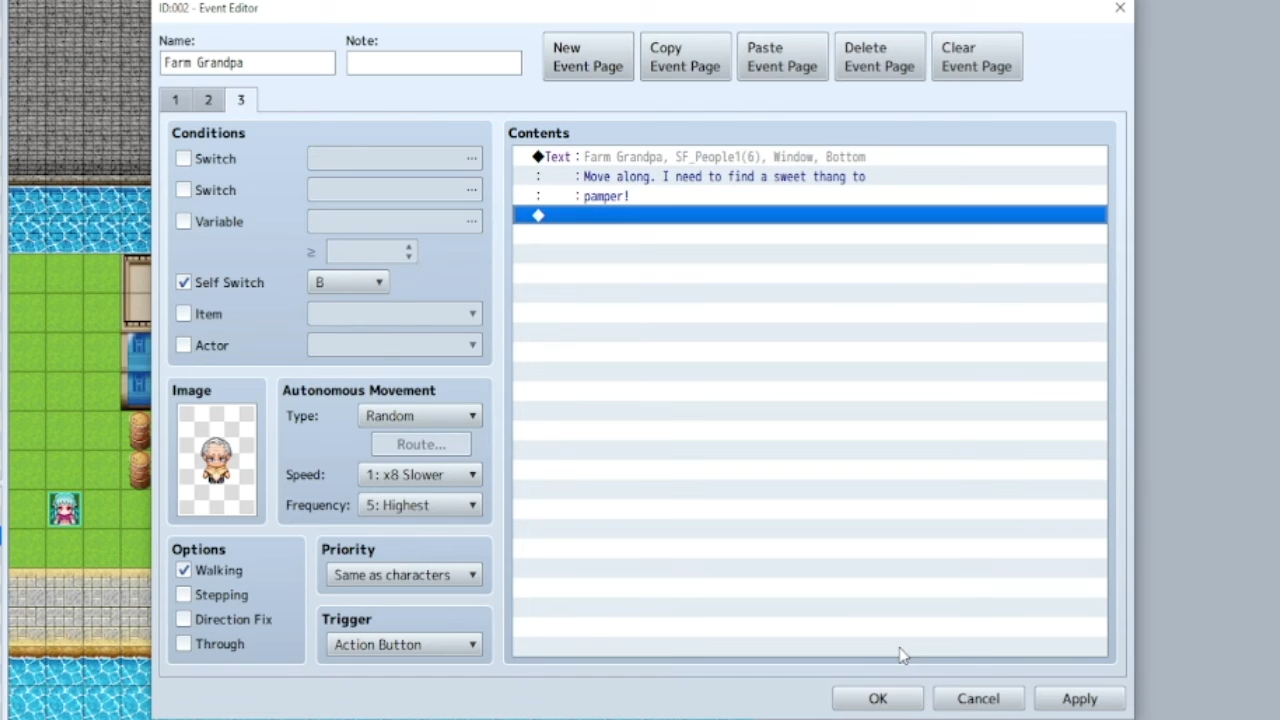 ID:002 - Event Editor
Name:
Note:
Farm Grandpa
New
Event Page
Copy
Event Page
Paste
Event Page
Delete
Event Page
Clear
Event Page
1 2 3
Conditions
Switch ...
Switch ...
Variable ...
≥
Self Switch B
Item
Actor
Image
Autonomous Movement
Type: Random
Route...
Speed: 1: x8 Slower
Frequency: 5: Highest
Options
Walking
Stepping
Direction Fix
Through
Priority
Same as characters
Trigger
Action Button
Contents
◆Text : Farm Grandpa, SF_People1(6), Window, Bottom
: : Move along. I need to find a sweet thang to
: : pamper!
◆
OK Cancel Apply